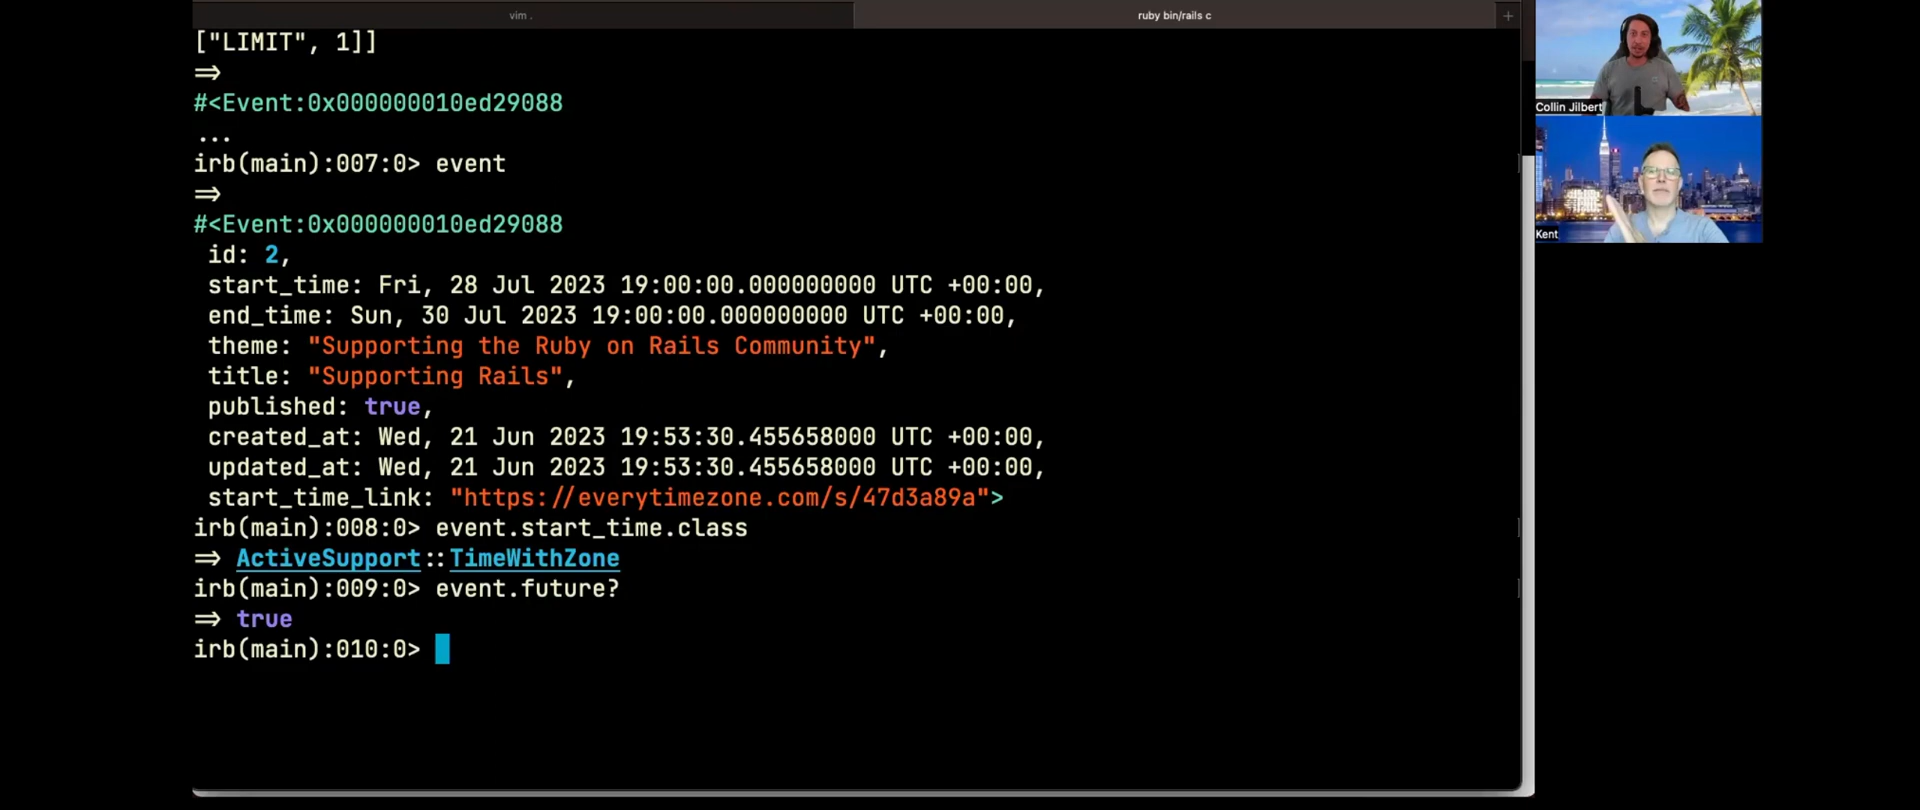 vim .
ruby bin/rails c
+
["LIMIT", 1]]
=>
#<Event:0x000000010ed29088
...
irb(main):007:0> event
=>
#<Event:0x000000010ed29088
id: 2,
start_time: Fri, 28 Jul 2023 19:00:00.000000000 UTC +00:00,
end_time: Sun, 30 Jul 2023 19:00:00.000000000 UTC +00:00,
theme: "Supporting the Ruby on Rails Community",
title: "Supporting Rails",
published: true,
created_at: Wed, 21 Jun 2023 19:53:30.455658000 UTC +00:00,
updated_at: Wed, 21 Jun 2023 19:53:30.455658000 UTC +00:00,
start_time_link: "https://everytimezone.com/s/47d3a89a">
irb(main):008:0> event.start_time.class
=> ActiveSupport::TimeWithZone
irb(main):009:0> event.future?
=> true
irb(main):010:0>
Collin Jilbert
Kent